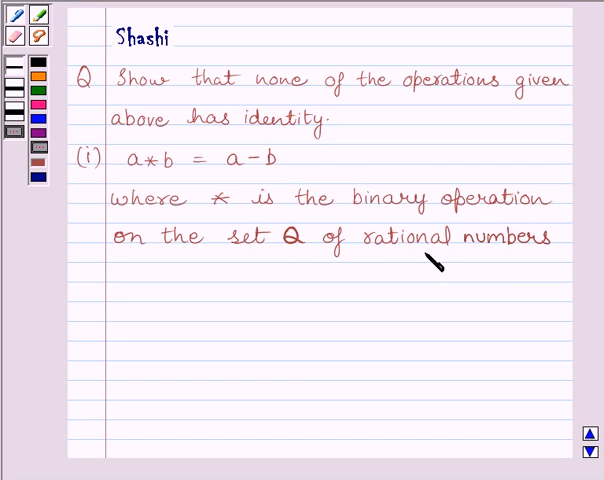 Shashi
Q Show that none of the operations given
above has identity.
(i) a * b = a - b
where * is the binary operation
on the set Q of rational numbers